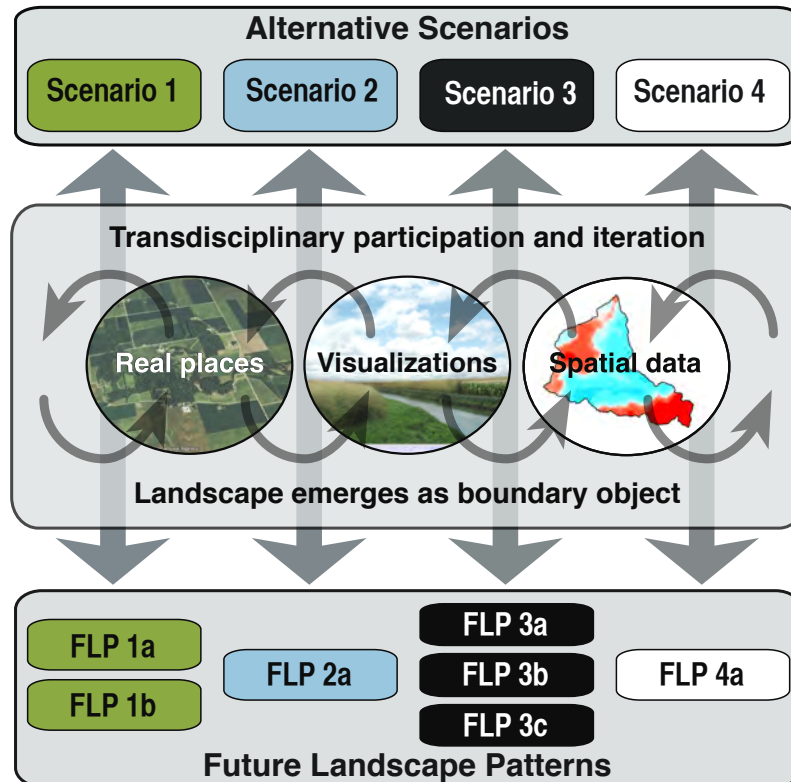 Alternative Scenarios
Scenario 1
Scenario 2
Scenario 3
Scenario 4
Transdisciplinary participation and iteration
Real places
Visualizations
Spatial data
Landscape emerges as boundary object
FLP 1a
FLP 1b
FLP 2a
FLP 3a
FLP 3b
FLP 3c
FLP 4a
Future Landscape Patterns